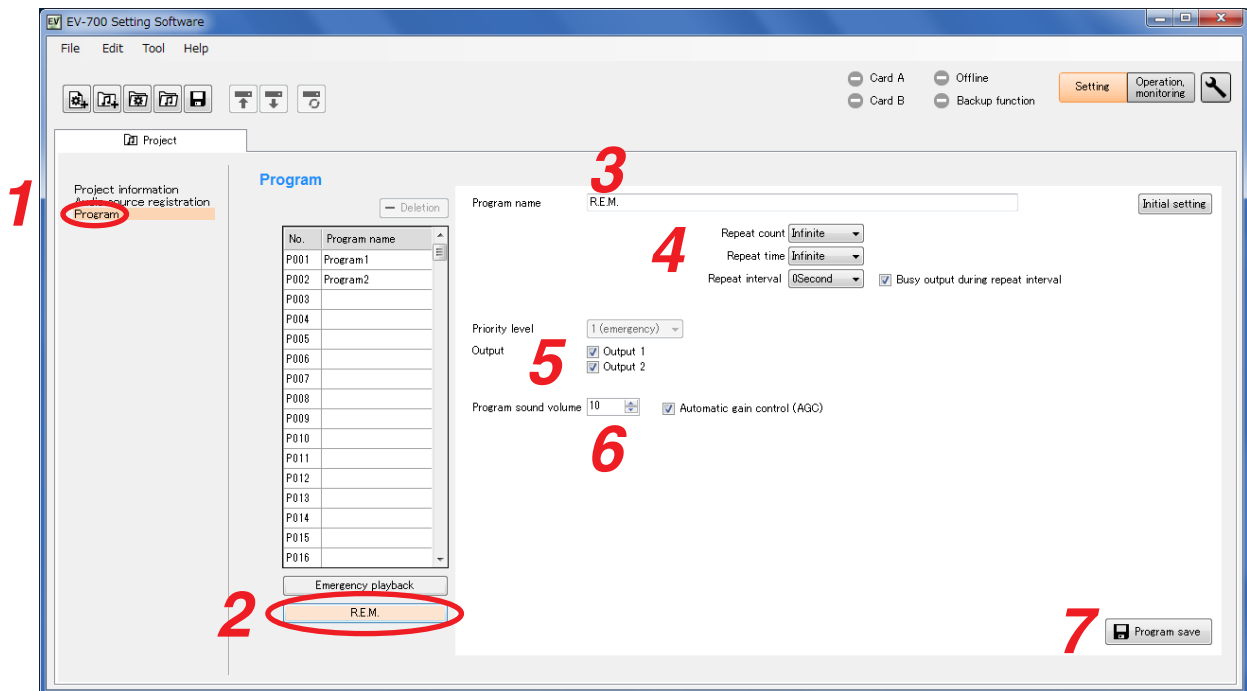 EV EV-700 Setting Software
File Edit Tool Help
Card A Offline
Card B Backup function
Setting
Operation, monitoring
Project
1
Project information
Audio source registration
Program
Program
Deletion
No. Program name
P001 Program1
P002 Program2
P003
P004
P005
P006
P007
P008
P009
P010
P011
P012
P013
P014
P015
P016
Emergency playback
2
R.E.M.
3
Program name R.E.M. Initial setting
4
Repeat count Infinite
Repeat time Infinite
Repeat interval 0Second Busy output during repeat interval
Priority level 1 (emergency)
Output Output 1
5
Output 2
Program sound volume 10 Automatic gain control (AGC)
6
7
Program save